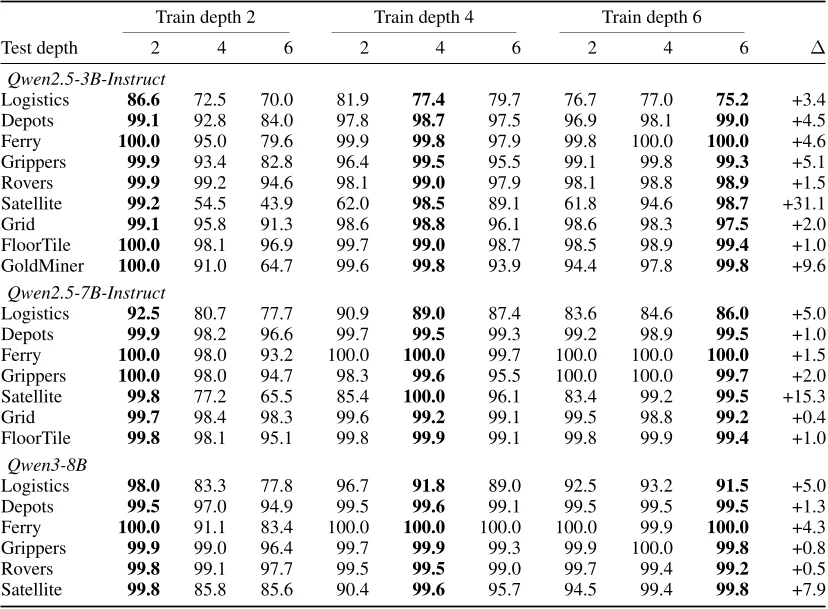 Train depth 2 Train depth 4 Train depth 6
Test depth 2 4 6 2 4 6 2 4 6 Δ
Qwen2.5-3B-Instruct
Logistics 86.6 72.5 70.0 81.9 77.4 79.7 76.7 77.0 75.2 +3.4
Depots 99.1 92.8 84.0 97.8 98.7 97.5 96.9 98.1 99.0 +4.5
Ferry 100.0 95.0 79.6 99.9 99.8 97.9 99.8 100.0 100.0 +4.6
Grippers 99.9 93.4 82.8 96.4 99.5 95.5 99.1 99.8 99.3 +5.1
Rovers 99.9 99.2 94.6 98.1 99.0 97.9 98.1 98.8 98.9 +1.5
Satellite 99.2 54.5 43.9 62.0 98.5 89.1 61.8 94.6 98.7 +31.1
Grid 99.1 95.8 91.3 98.6 98.8 96.1 98.6 98.3 97.5 +2.0
FloorTile 100.0 98.1 96.9 99.7 99.0 98.7 98.5 98.9 99.4 +1.0
GoldMiner 100.0 91.0 64.7 99.6 99.8 93.9 94.4 97.8 99.8 +9.6
Qwen2.5-7B-Instruct
Logistics 92.5 80.7 77.7 90.9 89.0 87.4 83.6 84.6 86.0 +5.0
Depots 99.9 98.2 96.6 99.7 99.5 99.3 99.2 98.9 99.5 +1.0
Ferry 100.0 98.0 93.2 100.0 100.0 99.7 100.0 100.0 100.0 +1.5
Grippers 100.0 98.0 94.7 98.3 99.6 95.5 100.0 100.0 99.7 +2.0
Satellite 99.8 77.2 65.5 85.4 100.0 96.1 83.4 99.2 99.5 +15.3
Grid 99.7 98.4 98.3 99.6 99.2 99.1 99.5 98.8 99.2 +0.4
FloorTile 99.8 98.1 95.1 99.8 99.9 99.1 99.8 99.9 99.4 +1.0
Qwen3-8B
Logistics 98.0 83.3 77.8 96.7 91.8 89.0 92.5 93.2 91.5 +5.0
Depots 99.5 97.0 94.9 99.5 99.6 99.1 99.5 99.5 99.5 +1.3
Ferry 100.0 91.1 83.4 100.0 100.0 100.0 100.0 99.9 100.0 +4.3
Grippers 99.9 99.0 96.4 99.7 99.9 99.3 99.9 100.0 99.8 +0.8
Rovers 99.8 99.1 97.7 99.5 99.5 99.0 99.7 99.4 99.2 +0.5
Satellite 99.8 85.8 85.6 90.4 99.6 95.7 94.5 99.4 99.8 +7.9